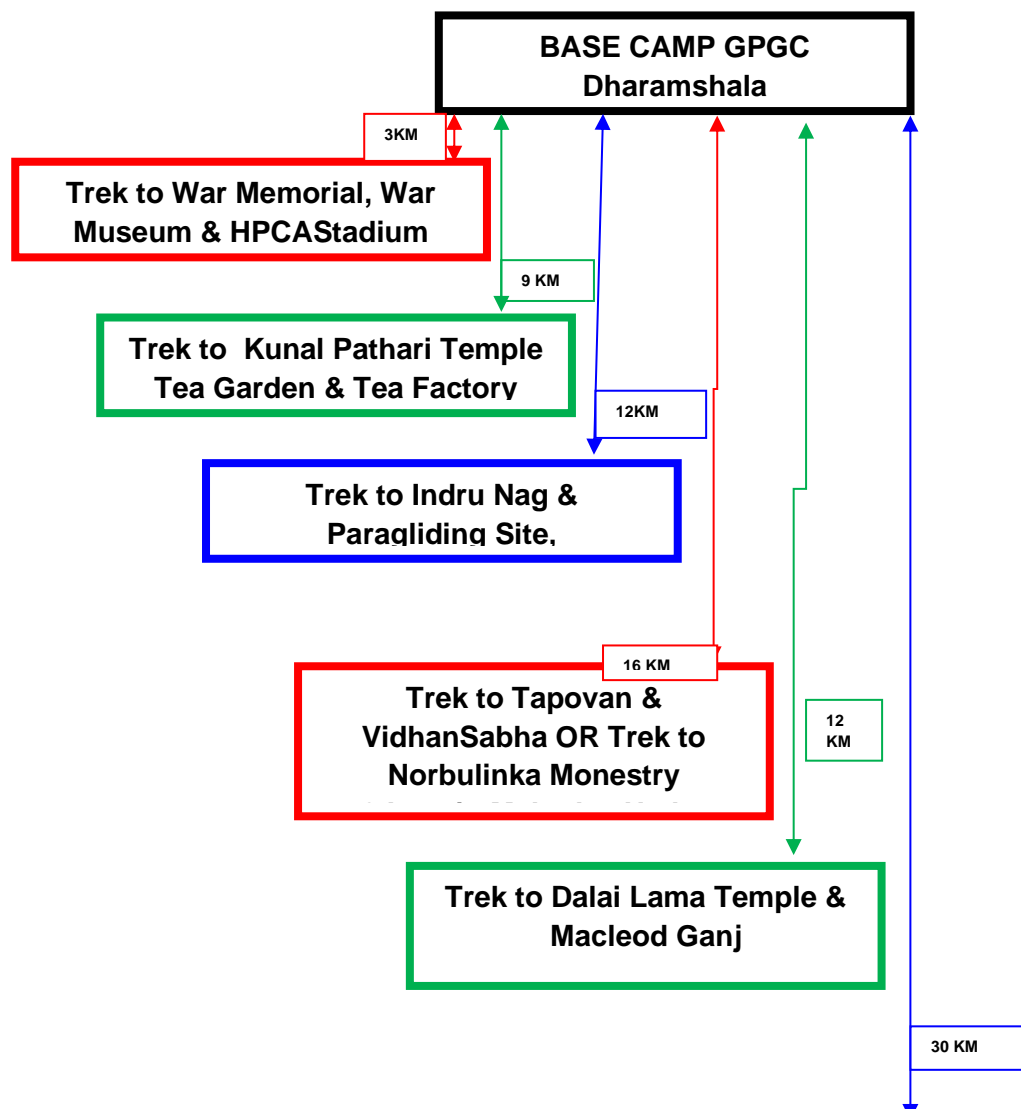 BASE CAMP GPGC
Dharamshala
3KM
Trek to War Memorial, War
Museum & HPCAStadium
9 KM
Trek to Kunal Pathari Temple
Tea Garden & Tea Factory
12KM
Trek to Indru Nag &
Paragliding Site,
16 KM
Trek to Tapovan &
VidhanSabha OR Trek to
Norbulinka Monestry
12
KM
Trek to Dalai Lama Temple &
Macleod Ganj
30 KM